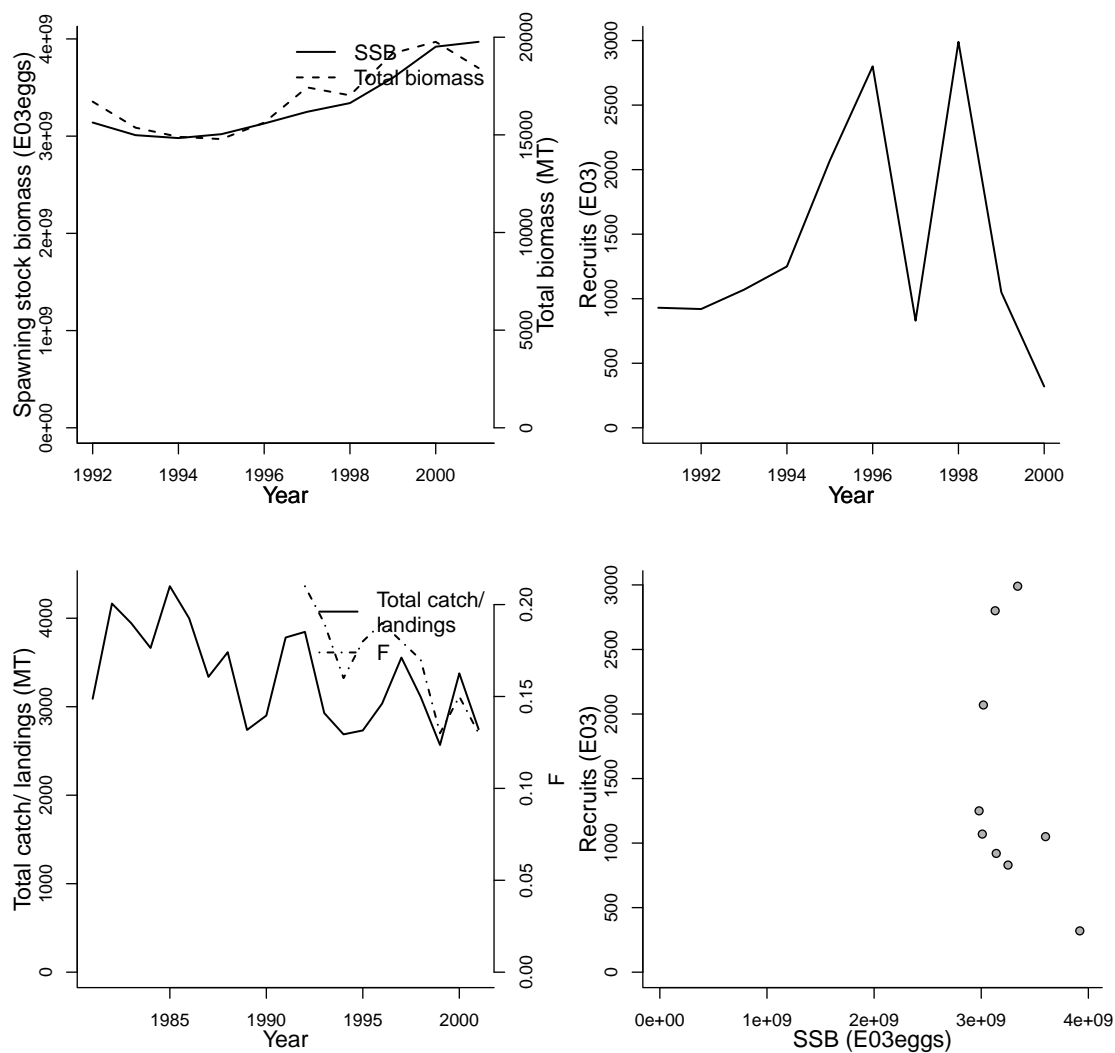 Spawning stock biomass (E03eggs)
0e+00
1e+09
2e+09
3e+09
4e+09
SSB
Total biomass
0
5000
10000
15000
20000
Total biomass (MT)
1992
1994
1996
1998
2000
Year
Recruits (E03)
0
500
1000
1500
2000
2500
3000
1992
1994
1996
1998
2000
Year
Total catch/ landings (MT)
0
1000
2000
3000
4000
Total catch/
landings
F
0.00
0.05
0.10
0.15
0.20
F
1985
1990
1995
2000
Year
Recruits (E03)
0
500
1000
1500
2000
2500
3000
0e+00
1e+09
2e+09
3e+09
4e+09
SSB (E03eggs)